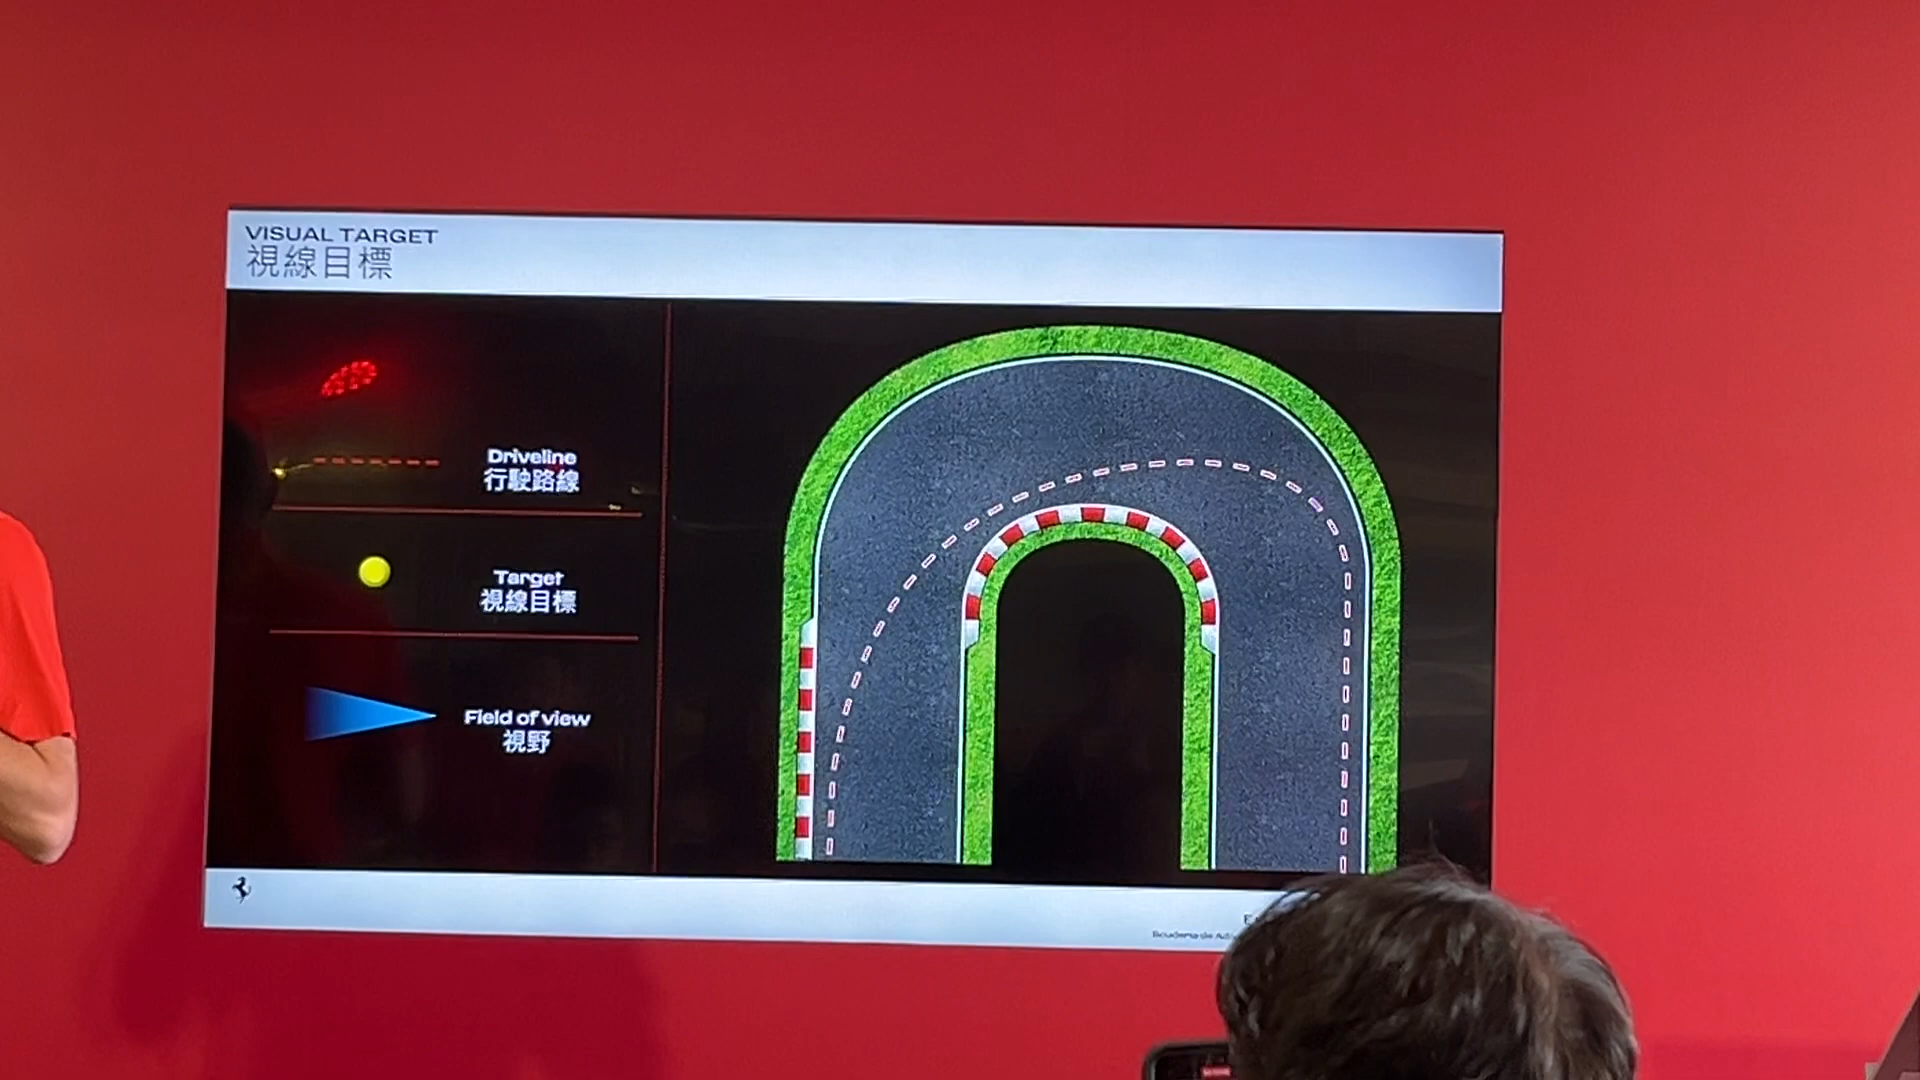 VISUAL TARGET
視線目標
Driveline
行駛路線
Target
視線目標
Field of view
視野